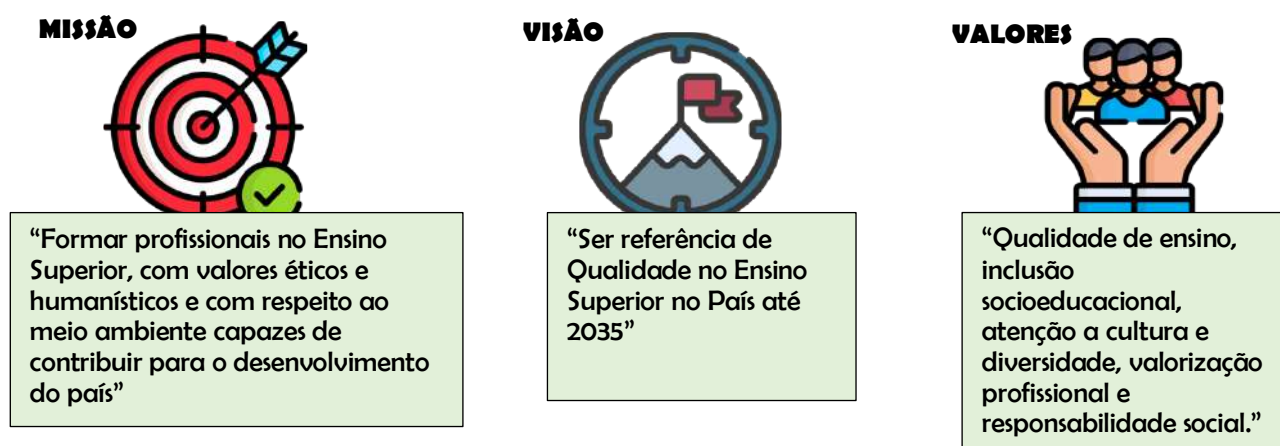 MISSÃO
“Formar profissionais no Ensino
Superior, com valores éticos e
humanísticos e com respeito ao
meio ambiente capazes de
contribuir para o desenvolvimento
do país”
VISÃO
“Ser referência de
Qualidade no Ensino
Superior no País até
2035”
VALORES
“Qualidade de ensino,
inclusão
socioeducacional,
atenção a cultura e
diversidade, valorização
profissional e
responsabilidade social.”